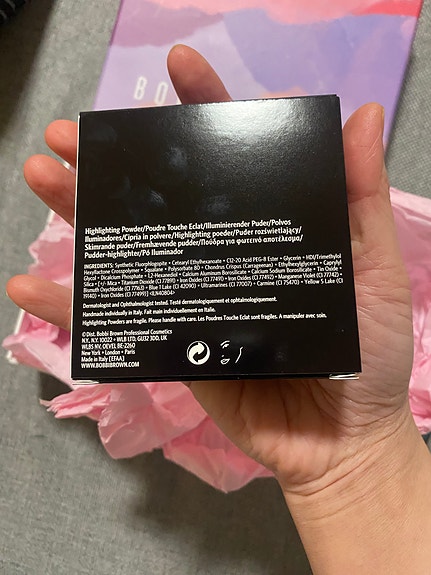 B O
Highlighting Powder/Poudre Touche Eclat/Illuminierender Puder/Polvos
Iluminadores/Cipria in polvere/Highlighting poeder/Puder rozświetlający/
Skimrande puder/Fremhævende pudder/Πούδρα για φωτεινό αποτέλεσμα/
Pudder-highlighter/Pó Iluminador
INGREDIENTS: Synthetic Fluorphlogopite • Cetearyl Ethylhexanoate • C12-20 Acid PEG-8 Ester • Glycerin • HDI/Trimethylol
Hexyllactone Crosspolymer • Squalane • Polysorbate 80 • Chondrus Crispus (Carrageenan) • Ethylhexylglycerin • Caprylyl
Glycol • Dicalcium Phosphate • 1,2-Hexanediol • Calcium Aluminum Borosilicate • Calcium Sodium Borosilicate • Tin Oxide •
Silica • [+/- Mica • Titanium Dioxide (CI 77891) • Iron Oxides (CI 77491) • Iron Oxides (CI 77492) • Manganese Violet (CI 77742) •
Bismuth Oxychloride (CI 77163) • Blue 1 Lake (CI 42090) • Ultramarines (CI 77007) • Carmine (CI 75470) • Yellow 5 Lake (CI
19140) • Iron Oxides (CI 77499)] <ILN40804>
Dermatologist and Ophthalmologist tested. Testé dermatologiquement et ophtalmologiquement.
Handmade individually in Italy. Fait main individuellement en Italie.
Highlighting Powders are fragile. Please handle with care. Les Poudres Touche Eclat sont fragiles. A manipuler avec soin.
© Dist. Bobbi Brown Professional Cosmetics
N.Y. N.Y. 10022 • WLB LTD, GU32 3DD, UK
WLBS NV, OEVEL BE-2260
New York • London • Paris
Made in Italy [EFAA]
WWW.BOBBIBROWN.COM